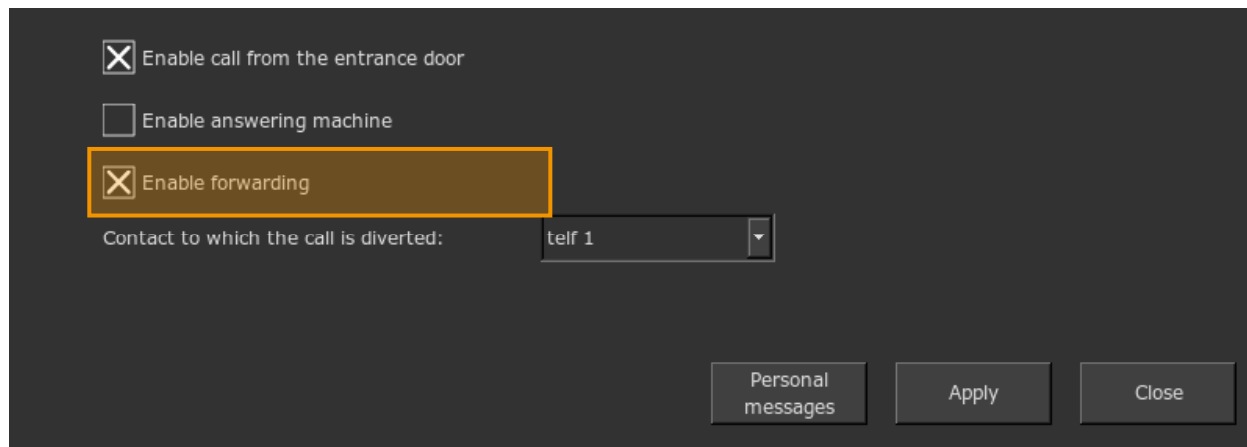 Enable call from the entrance door
Enable answering machine
Enable forwarding
Contact to which the call is diverted: telf 1
Personal
messages
Apply
Close